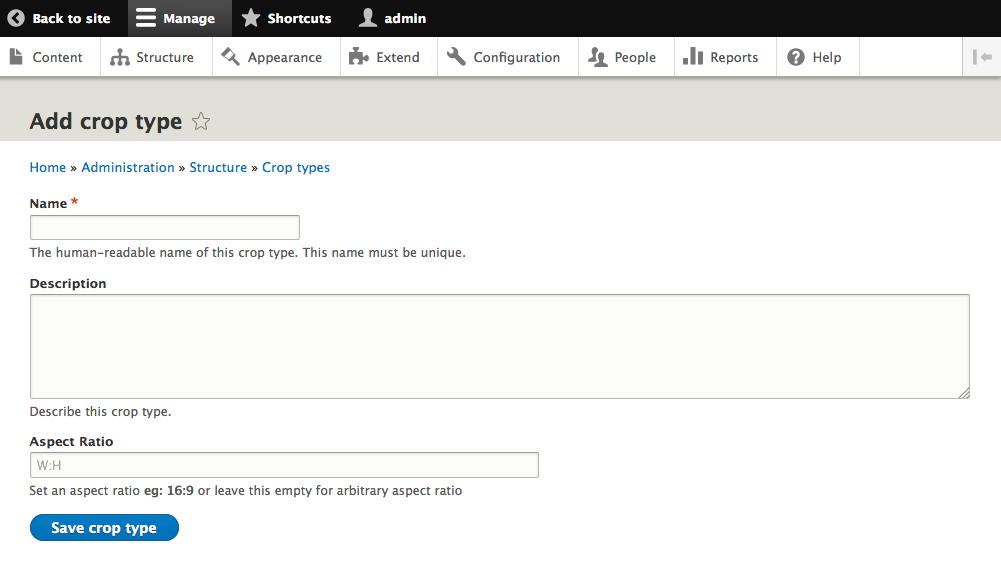 Back to site Manage Shortcuts admin
Content Structure Appearance Extend Configuration People Reports Help
Add crop type
Home » Administration » Structure » Crop types
Name *
The human-readable name of this crop type. This name must be unique.
Description
Describe this crop type.
Aspect Ratio
W:H
Set an aspect ratio eg: 16:9 or leave this empty for arbitrary aspect ratio
Save crop type